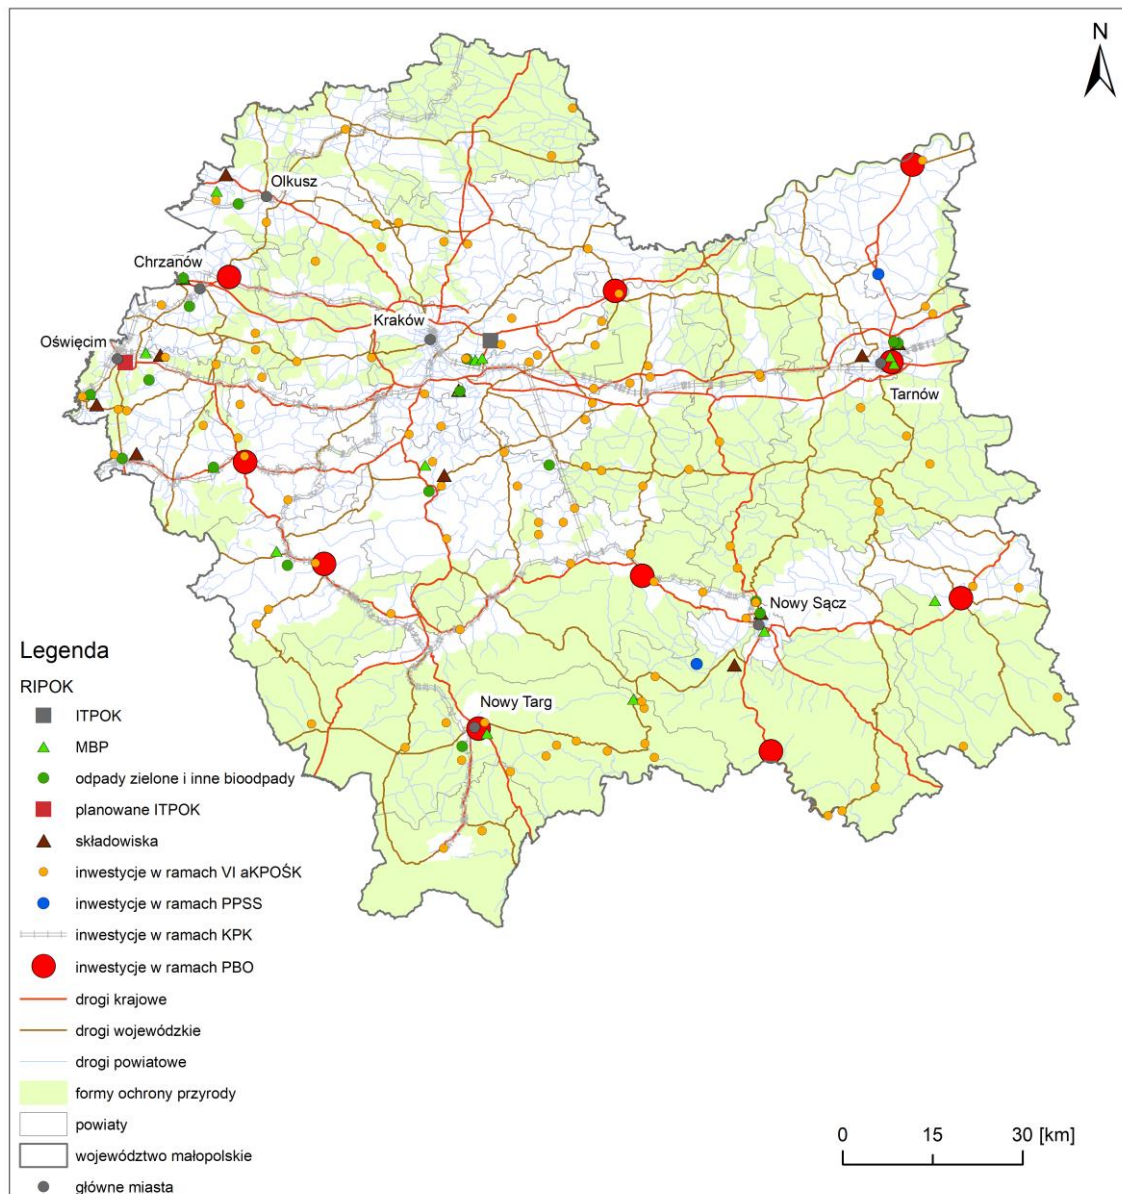 N
Olkusz
Chrzanów
Kraków
Oświęcim
Tarnów
Nowy Sącz
Nowy Targ
Legenda
RIPOK
ITPOK
MBP
odpady zielone i inne bioodpady
planowane ITPOK
składowiska
inwestycje w ramach VI aKPOŚK
inwestycje w ramach PPSS
inwestycje w ramach KPK
inwestycje w ramach PBO
drogi krajowe
drogi wojewódzkie
drogi powiatowe
formy ochrony przyrody
powiaty
województwo małopolskie
główne miasta
0 15 30 [km]